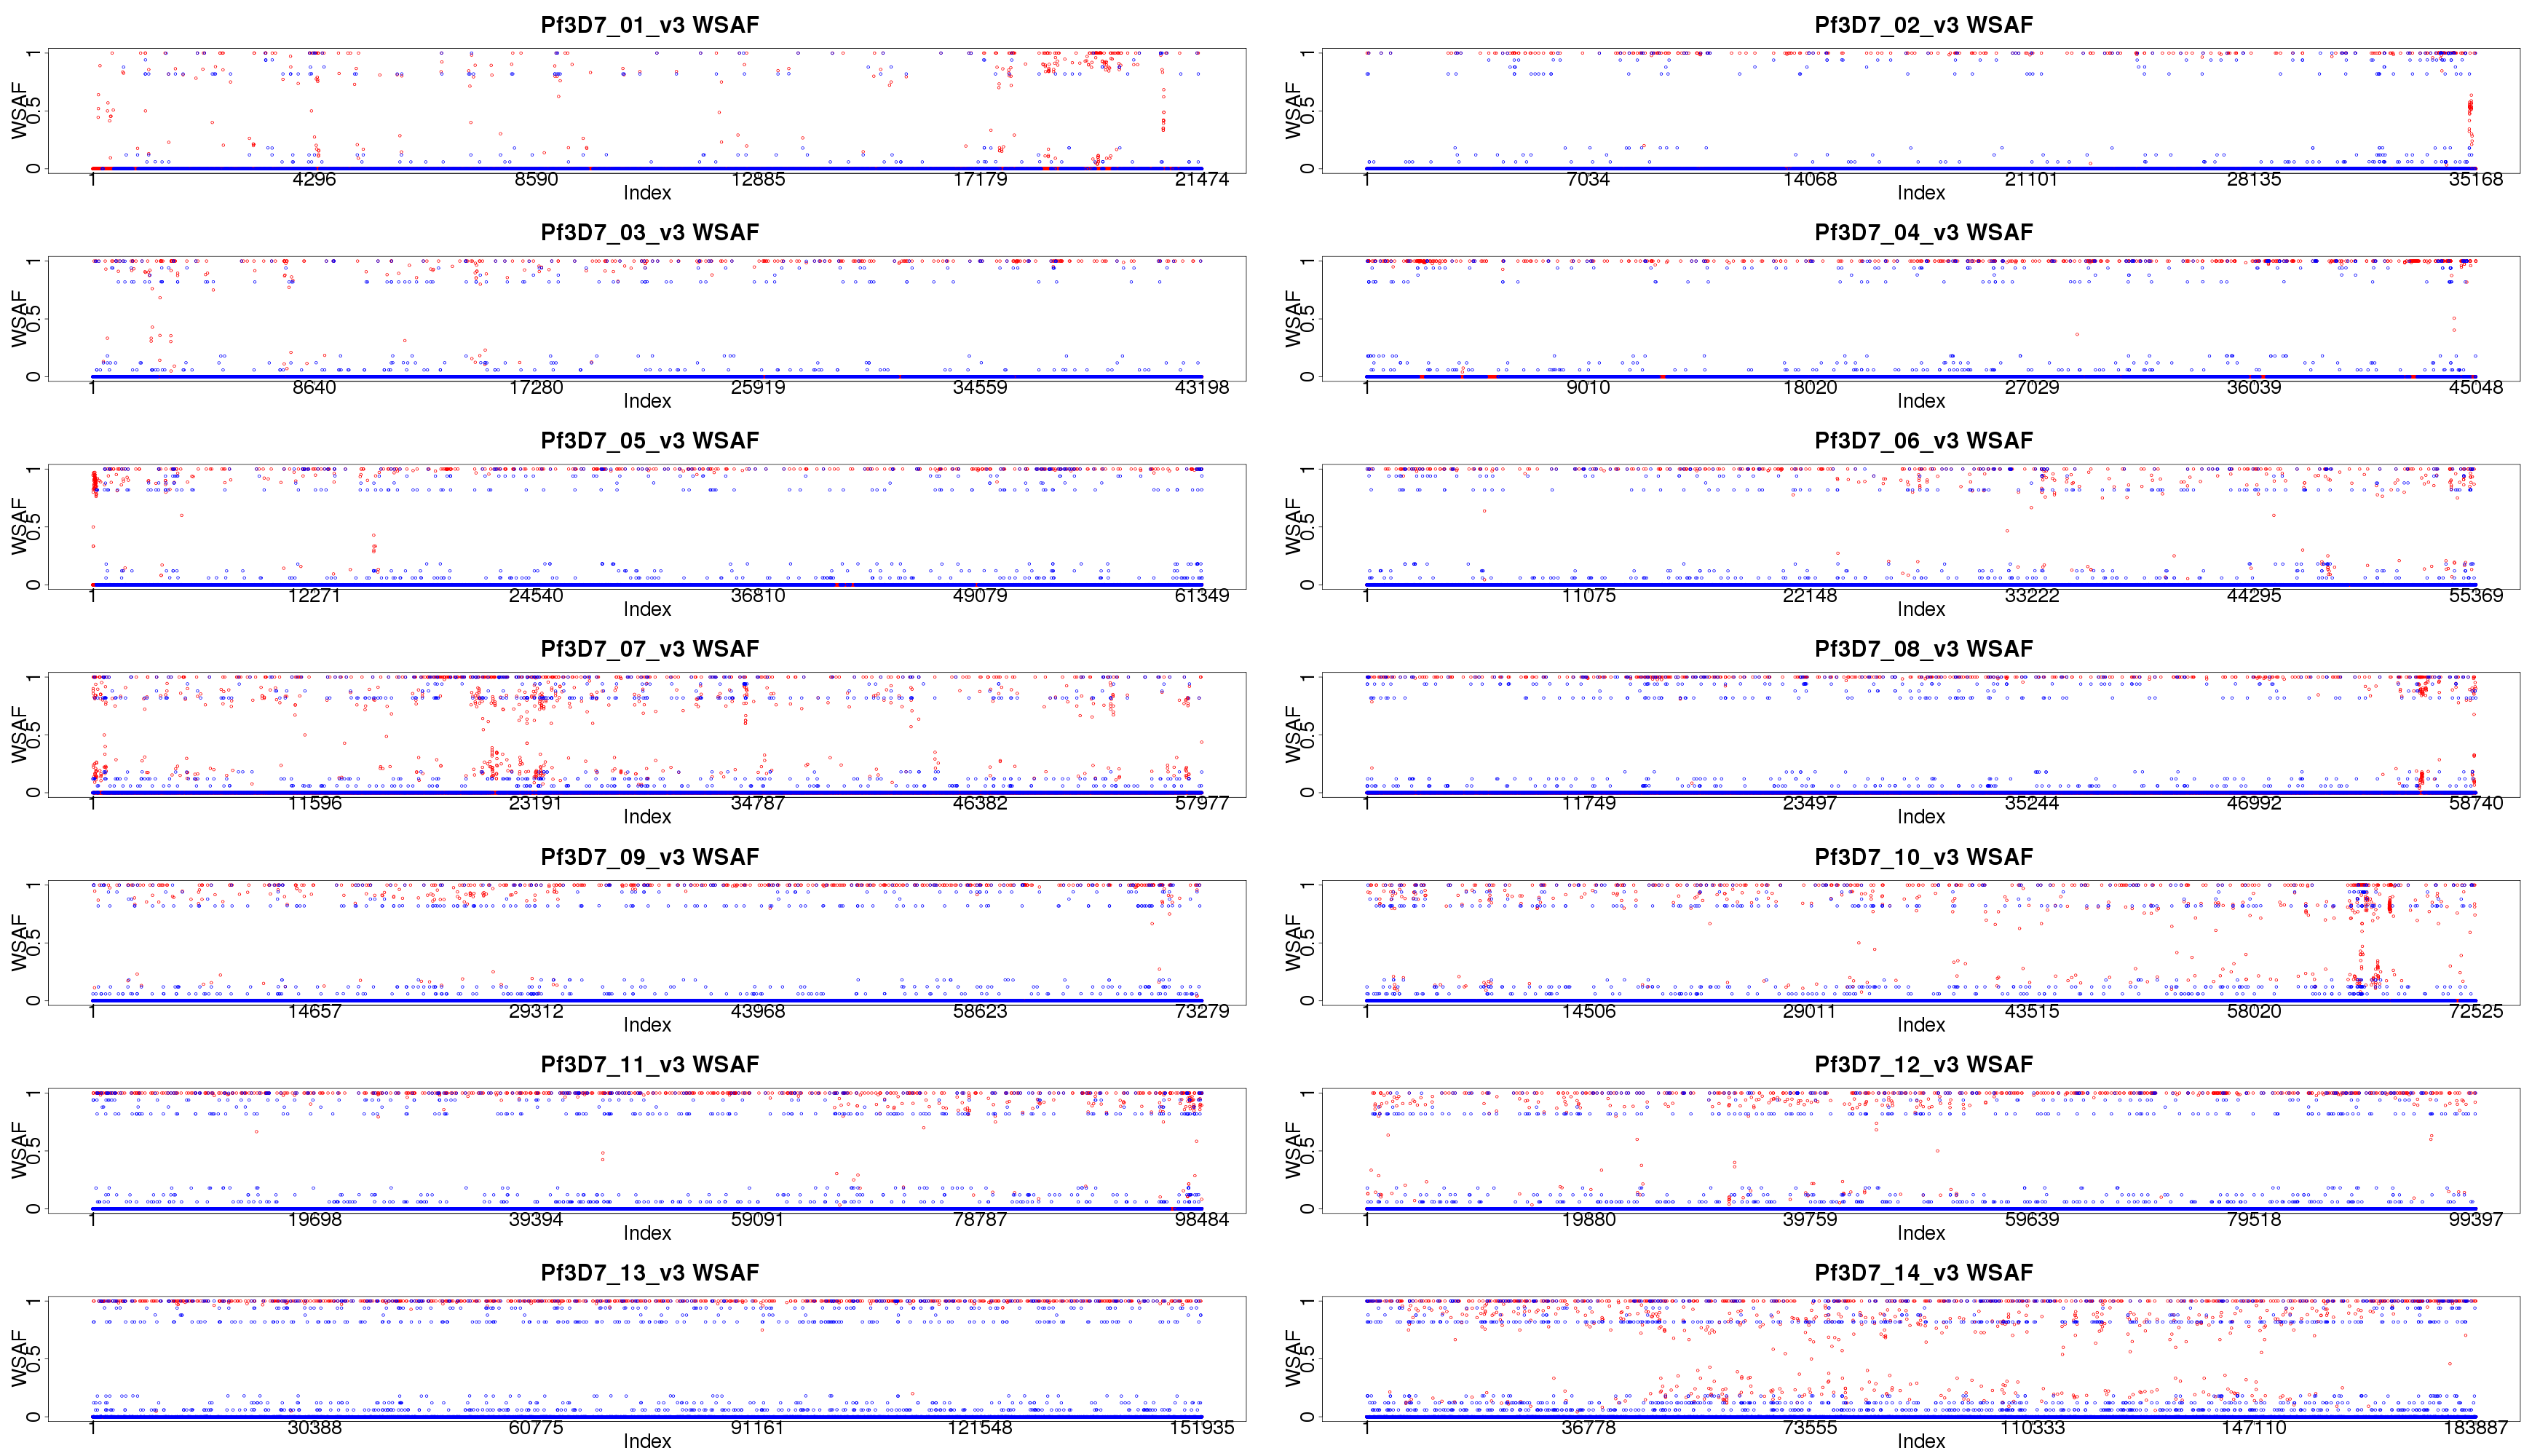 Pf3D7_01_v3 WSAF
WSAF
0 0.5 1
1 4296 8590 12885 17179 21474
Index
Pf3D7_02_v3 WSAF
WSAF
0 0.5 1
1 7034 14068 21101 28135 35168
Index
Pf3D7_03_v3 WSAF
WSAF
0 0.5 1
1 8640 17280 25919 34559 43198
Index
Pf3D7_04_v3 WSAF
WSAF
0 0.5 1
1 9010 18020 27029 36039 45048
Index
Pf3D7_05_v3 WSAF
WSAF
0 0.5 1
1 12271 24540 36810 49079 61349
Index
Pf3D7_06_v3 WSAF
WSAF
0 0.5 1
1 11075 22148 33222 44295 55369
Index
Pf3D7_07_v3 WSAF
WSAF
0 0.5 1
1 11596 23191 34787 46382 57977
Index
Pf3D7_08_v3 WSAF
WSAF
0 0.5 1
1 11749 23497 35244 46992 58740
Index
Pf3D7_09_v3 WSAF
WSAF
0 0.5 1
1 14657 29312 43968 58623 73279
Index
Pf3D7_10_v3 WSAF
WSAF
0 0.5 1
1 14506 29011 43515 58020 72525
Index
Pf3D7_11_v3 WSAF
WSAF
0 0.5 1
1 19698 39394 59091 78787 98484
Index
Pf3D7_12_v3 WSAF
WSAF
0 0.5 1
1 19880 39759 59639 79518 99397
Index
Pf3D7_13_v3 WSAF
WSAF
0 0.5 1
1 30388 60775 91161 121548 151935
Index
Pf3D7_14_v3 WSAF
WSAF
0 0.5 1
1 36778 73555 110333 147110 183887
Index